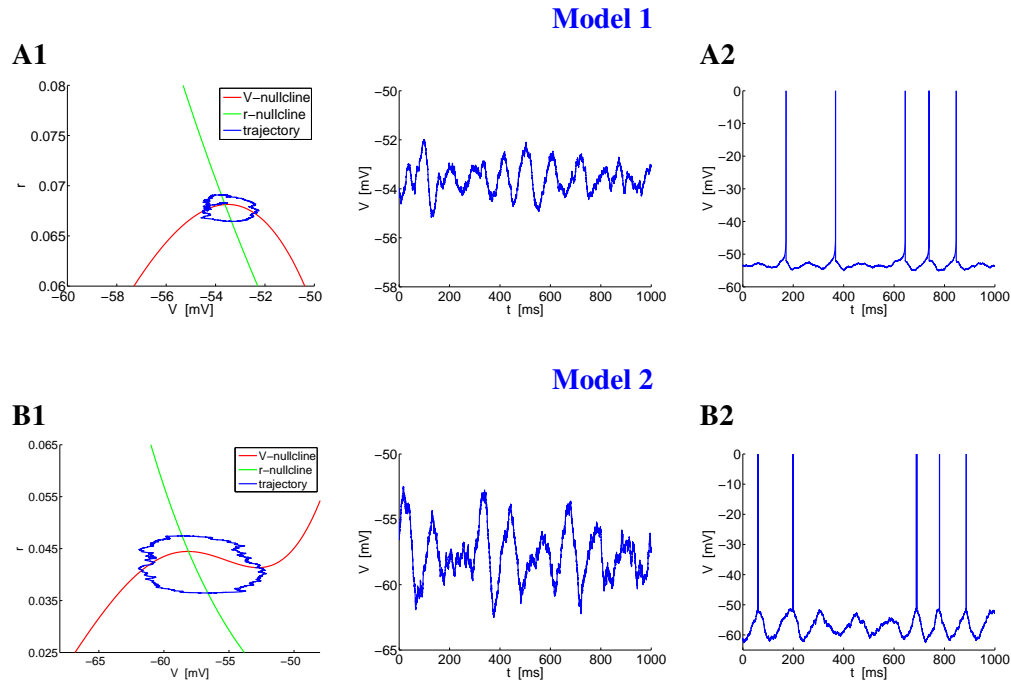 Model 1
A1
A2
0.08
0.075
0.07
0.065
0.06
r
−60
−58
−56
−54
−52
−50
V [mV]
V−nullcline
r−nullcline
trajectory
−50
−52
−54
−56
−58
V [mV]
0
200
400
600
800
1000
t [ms]
0
−10
−20
−30
−40
−50
−60
V [mV]
0
200
400
600
800
1000
t [ms]
Model 2
B1
B2
0.065
0.055
0.045
0.035
0.025
r
−65
−60
−55
−50
V [mV]
V−nullcline
r−nullcline
trajectory
−50
−55
−60
−65
V [mV]
0
200
400
600
800
1000
t [ms]
0
−10
−20
−30
−40
−50
−60
V [mV]
0
200
400
600
800
1000
t [ms]